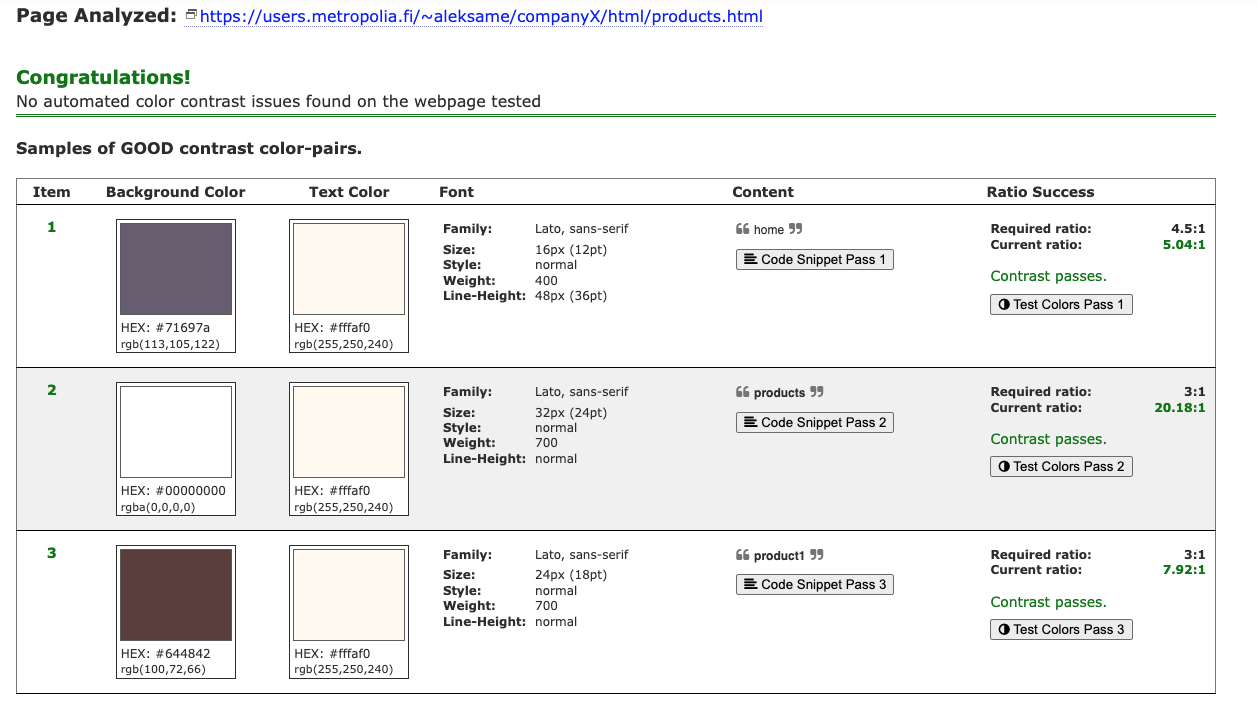 Page Analyzed: https://users.metropolia.fi/~aleksame/companyX/html/products.html
Congratulations!
No automated color contrast issues found on the webpage tested
Samples of GOOD contrast color-pairs.
Item Background Color Text Color Font Content Ratio Success
1
HEX: #71697a
rgb(113,105,122)
HEX: #fffaf0
rgb(255,250,240)
Family: Lato, sans-serif
Size: 16px (12pt)
Style: normal
Weight: 400
Line-Height: 48px (36pt)
❝ home ❞
Code Snippet Pass 1
Required ratio: 4.5:1
Current ratio: 5.04:1
Contrast passes.
Test Colors Pass 1
2
HEX: #00000000
rgba(0,0,0,0)
HEX: #fffaf0
rgb(255,250,240)
Family: Lato, sans-serif
Size: 32px (24pt)
Style: normal
Weight: 700
Line-Height: normal
❝ products ❞
Code Snippet Pass 2
Required ratio: 3:1
Current ratio: 20.18:1
Contrast passes.
Test Colors Pass 2
3
HEX: #644842
rgb(100,72,66)
HEX: #fffaf0
rgb(255,250,240)
Family: Lato, sans-serif
Size: 24px (18pt)
Style: normal
Weight: 700
Line-Height: normal
❝ product1 ❞
Code Snippet Pass 3
Required ratio: 3:1
Current ratio: 7.92:1
Contrast passes.
Test Colors Pass 3